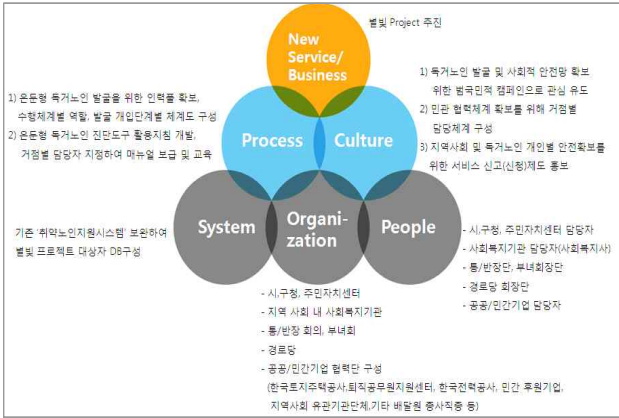 별빛 Project 추진
New
Service/
Business
1) 은둔형 독거노인 발굴을 위한 인력풀 확보,
수행체계별 역할, 발굴 개입단계별 체계도 구성
2) 은둔형 독거노인 진단도구 활용지침 개발,
거점별 담당자 지정하여 매뉴얼 보급 및 교육
Process
Culture
1) 독거노인 발굴 및 사회적 안전망 확보
위한 범국민적 캠페인으로 관심 유도
2) 민관 협력체계 확보를 위해 거점별
담당체계 구성
3) 지역사회 및 독거노인 개인별 안전확보를
위한 서비스 신고(신청)제도 홍보
기존 '취약노인지원시스템' 보완하여
별빛 프로젝트 대상자 DB구성
System
Organi-
zation
People
- 시,구청, 주민자치센터 담당자
- 사회복지기관 담당자(사회복지사)
- 통/반장단, 부녀회장단
- 경로당 회장단
- 공공/민간기업 담당자
- 시,구청, 주민자치센터
- 지역 사회 내 사회복지기관
- 통/반장 회의, 부녀회
- 경로당
- 공공/민간기업 협력단 구성
(한국토지주택공사,퇴직공무원지원센터, 한국전력공사, 민간 후원기업,
지역사회 유관기관단체,기타 배달원 종사직종 등)